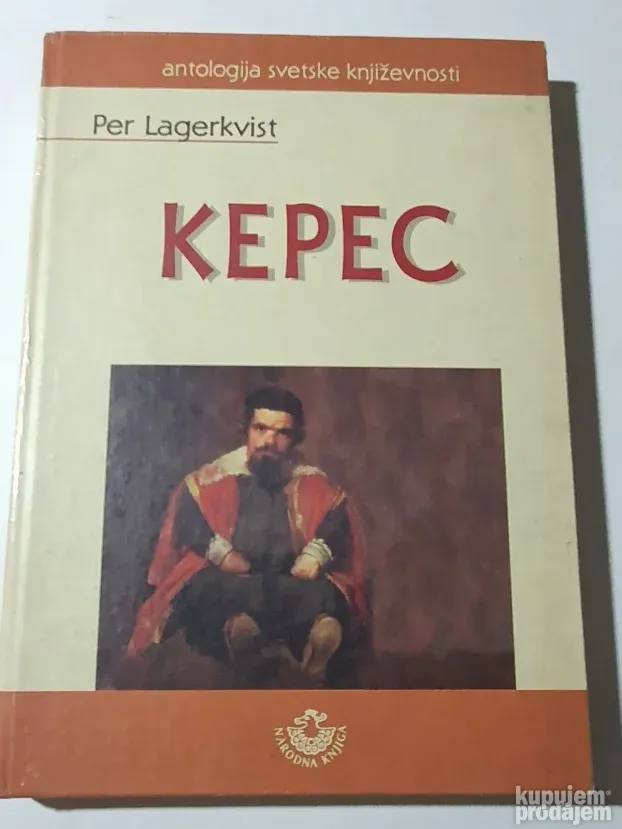 antologija svetske književnosti
Per Lagerkvist
KEPEC
NARODNA KNJIGA
kupujem
prodajem